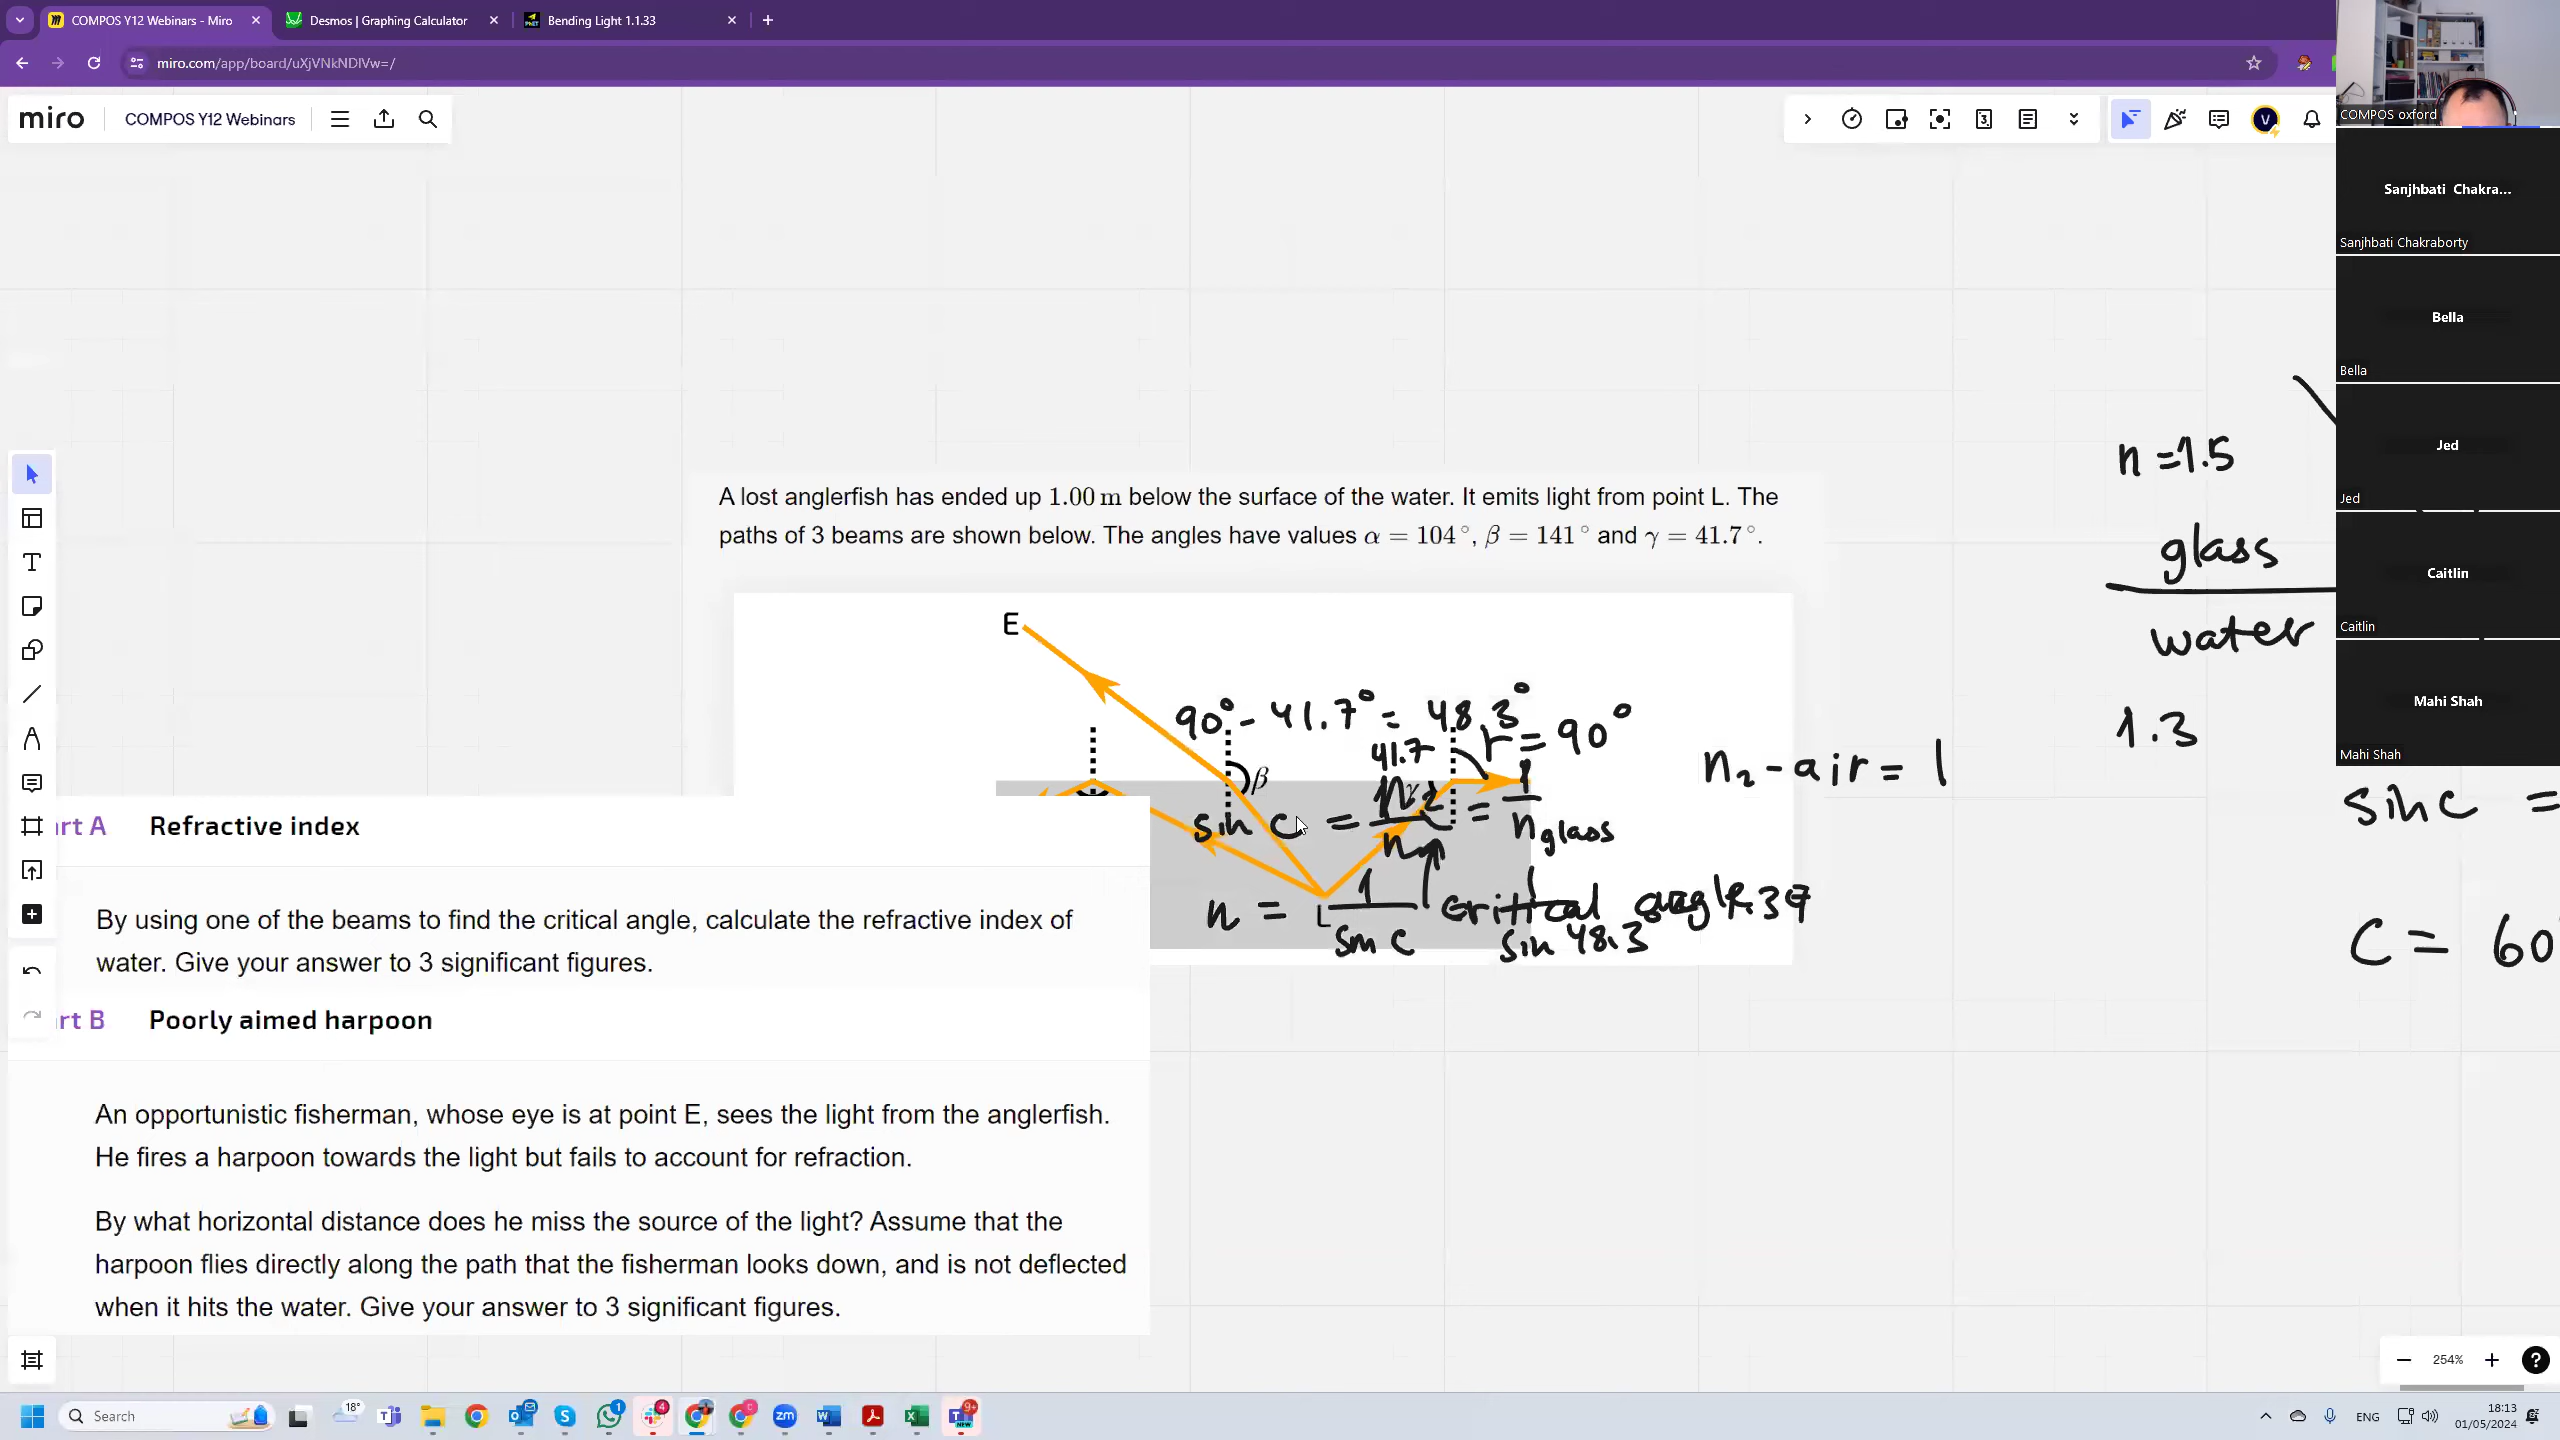 COMPOS Y12 Webinars - Miro
Desmos | Graphing Calculator
Bending Light 1.1.33
miro.com/app/board/uXjVNkNDlVw=/
miro
COMPOS Y12 Webinars
V
COMPOS oxford
Sanjhbati Chakra...
Sanjhbati Chakraborty
Bella
Bella
Jed
Jed
Caitlin
Caitlin
Mahi Shah
Mahi Shah
n = 1.5
glass
water
1.3
A lost anglerfish has ended up 1.00 m below the surface of the water. It emits light from point L. The
paths of 3 beams are shown below. The angles have values α = 104°, β = 141° and γ = 41.7°.
E
90° - 41.7° = 48.3°
41.7
r = 90°
β
γ
n₂ - air = 1
sin c = n₂ = 1
n glass
sin c =
n = 1
sin c
L
critical angle
1
sin 48.3
c = 60
art A Refractive index
By using one of the beams to find the critical angle, calculate the refractive index of
water. Give your answer to 3 significant figures.
art B Poorly aimed harpoon
An opportunistic fisherman, whose eye is at point E, sees the light from the anglerfish.
He fires a harpoon towards the light but fails to account for refraction.
By what horizontal distance does he miss the source of the light? Assume that the
harpoon flies directly along the path that the fisherman looks down, and is not deflected
when it hits the water. Give your answer to 3 significant figures.
254%
Search
18°
1
4
9+
ENG
18:13
01/05/2024